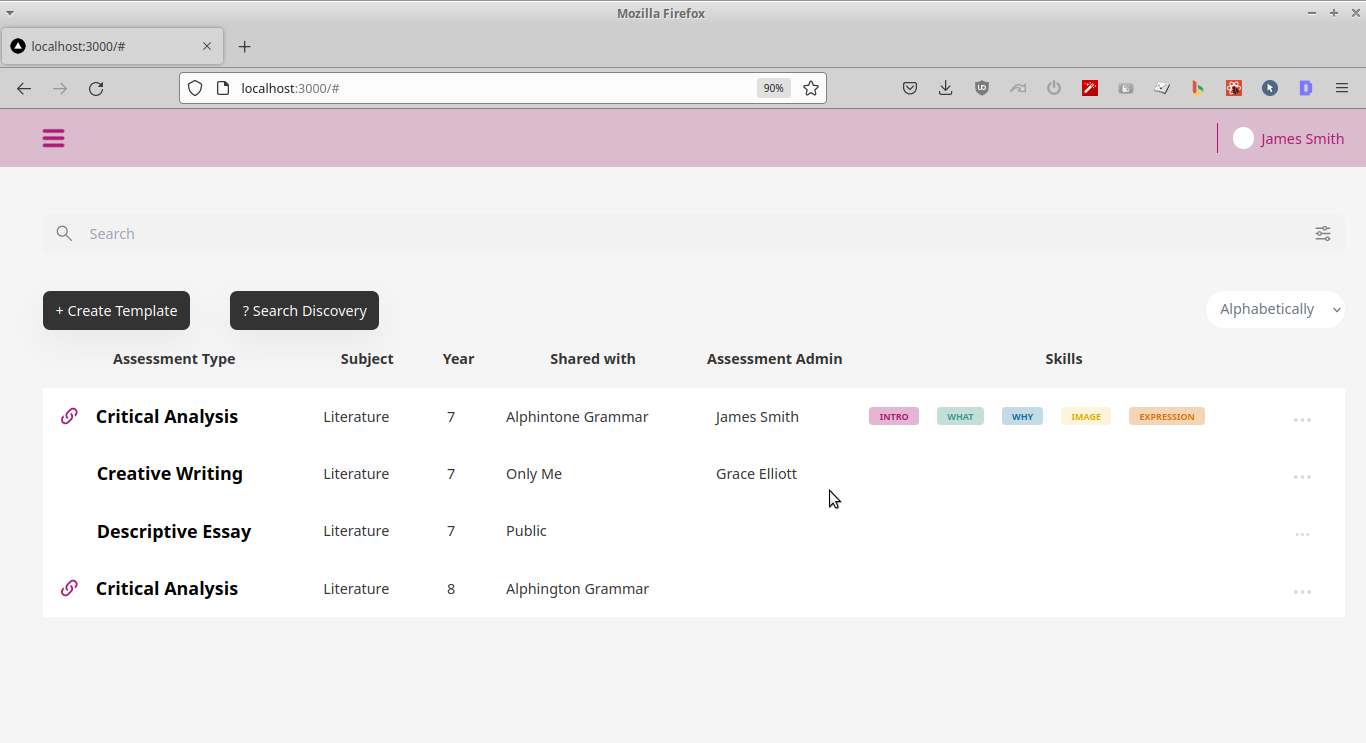 Mozilla Firefox
localhost:3000/#
localhost:3000/# 90%
James Smith
Search
+ Create Template ? Search Discovery Alphabetically
Assessment Type Subject Year Shared with Assessment Admin Skills
Critical Analysis Literature 7 Alphintone Grammar James Smith INTRO WHAT WHY IMAGE EXPRESSION ...
Creative Writing Literature 7 Only Me Grace Elliott ...
Descriptive Essay Literature 7 Public ...
Critical Analysis Literature 8 Alphington Grammar ...